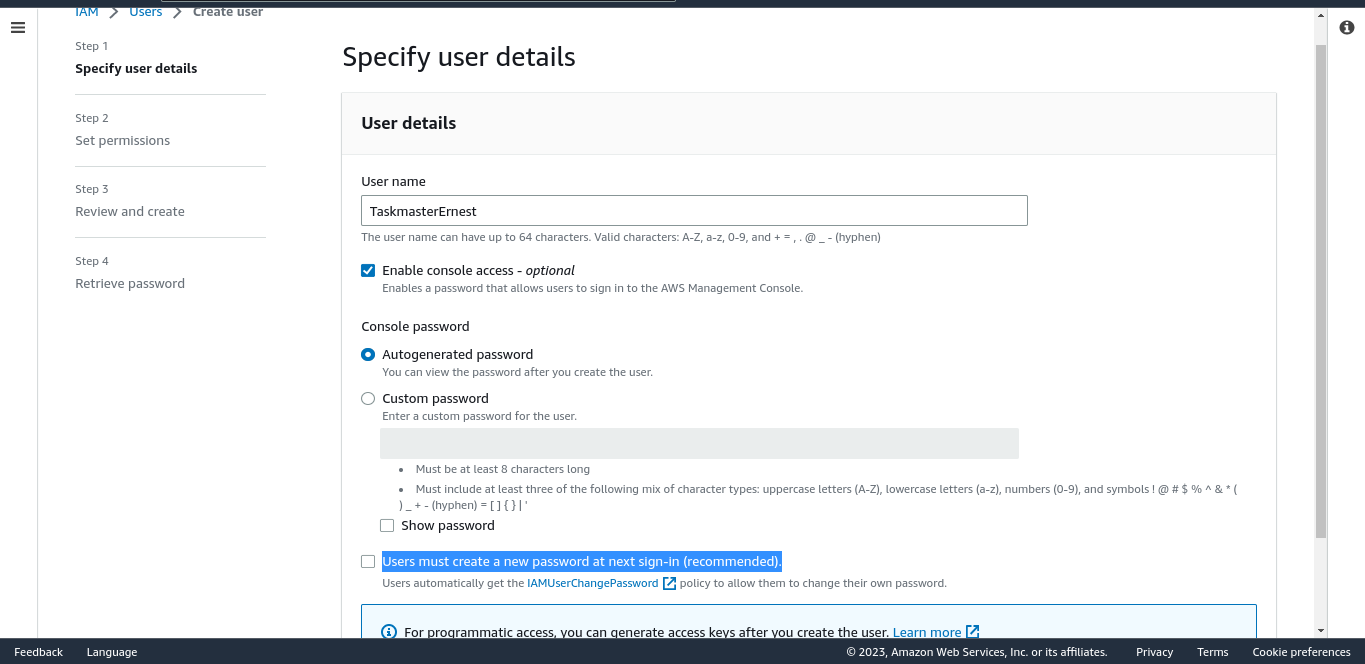 IAM > Users > Create user
Step 1
Specify user details
Step 2
Set permissions
Step 3
Review and create
Step 4
Retrieve password
Specify user details
User details
User name
TaskmasterErnest
The user name can have up to 64 characters. Valid characters: A-Z, a-z, 0-9, and + = , . @ _ - (hyphen)
Enable console access - optional
Enables a password that allows users to sign in to the AWS Management Console.
Console password
Autogenerated password
You can view the password after you create the user.
Custom password
Enter a custom password for the user.
• Must be at least 8 characters long
• Must include at least three of the following mix of character types: uppercase letters (A-Z), lowercase letters (a-z), numbers (0-9), and symbols ! @ # $ % ^ & * (
) _ + - (hyphen) = [ ] { } | '
Show password
Users must create a new password at next sign-in (recommended).
Users automatically get the IAMUserChangePassword policy to allow them to change their own password.
For programmatic access, you can generate access keys after you create the user. Learn more
Feedback Language © 2023, Amazon Web Services, Inc. or its affiliates. Privacy Terms Cookie preferences